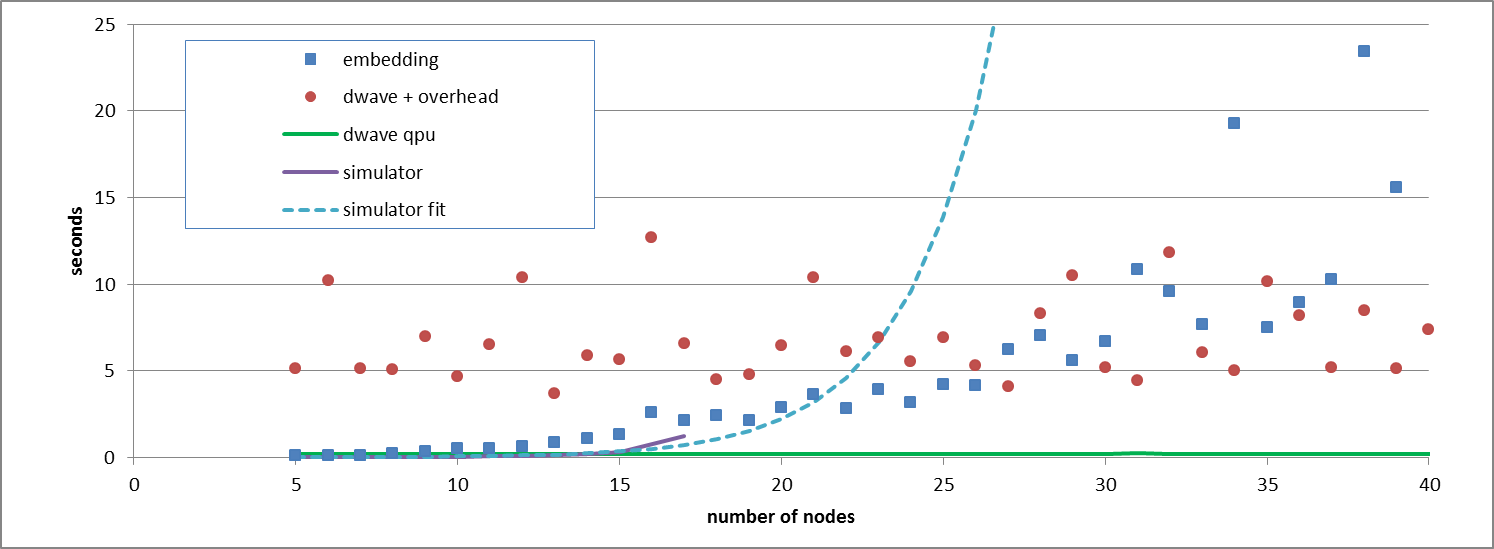 25
20
15
10
5
0
seconds
embedding
dwave + overhead
dwave qpu
simulator
simulator fit
0 5 10 15 20 25 30 35 40
number of nodes